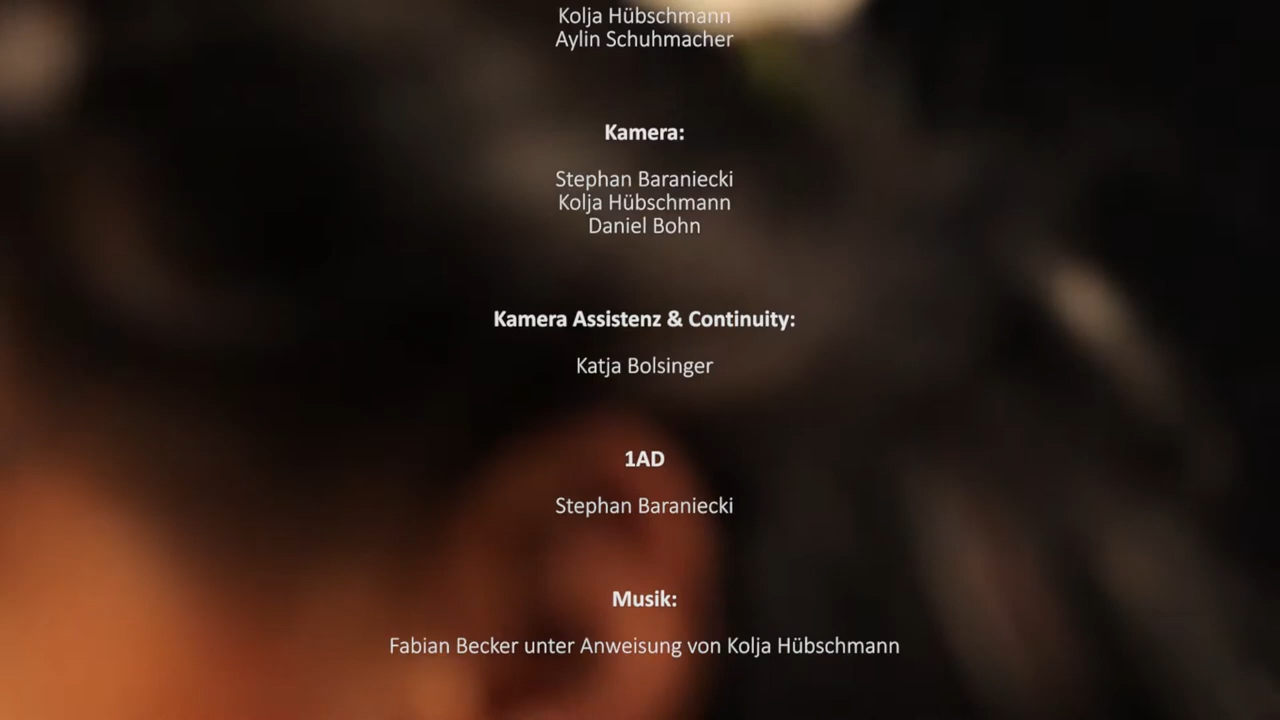 Kolja Hübschmann
Aylin Schuhmacher
Kamera:
Stephan Baraniecki
Kolja Hübschmann
Daniel Bohn
Kamera Assistenz & Continuity:
Katja Bolsinger
1AD
Stephan Baraniecki
Musik:
Fabian Becker unter Anweisung von Kolja Hübschmann